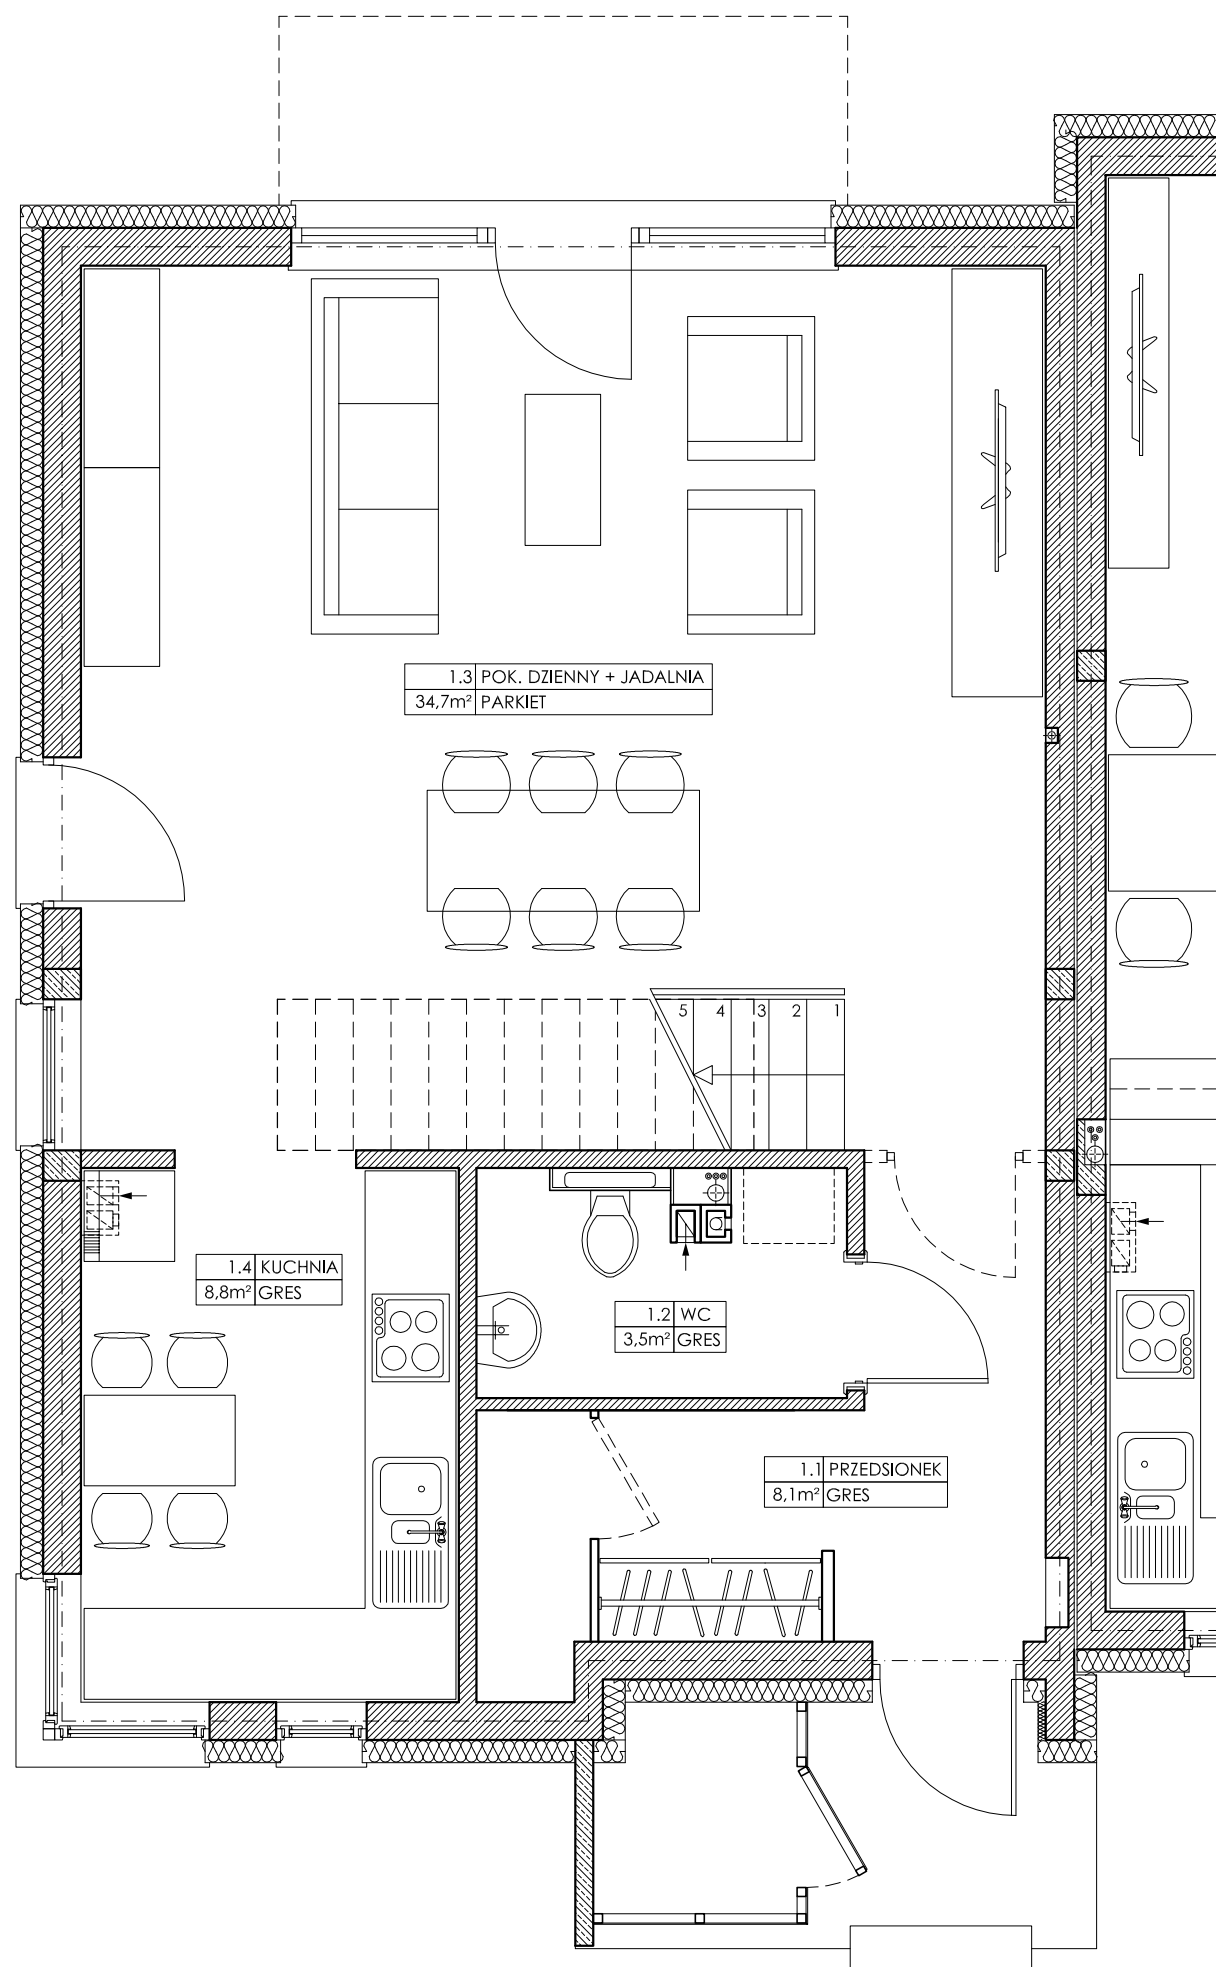 1.3 POK. DZIENNY + JADALNIA
34,7m² PARKIET
5 4 3 2 1
1.4 KUCHNIA
8,8m² GRES
1.2 WC
3,5m² GRES
1.1 PRZEDSIONEK
8,1m² GRES